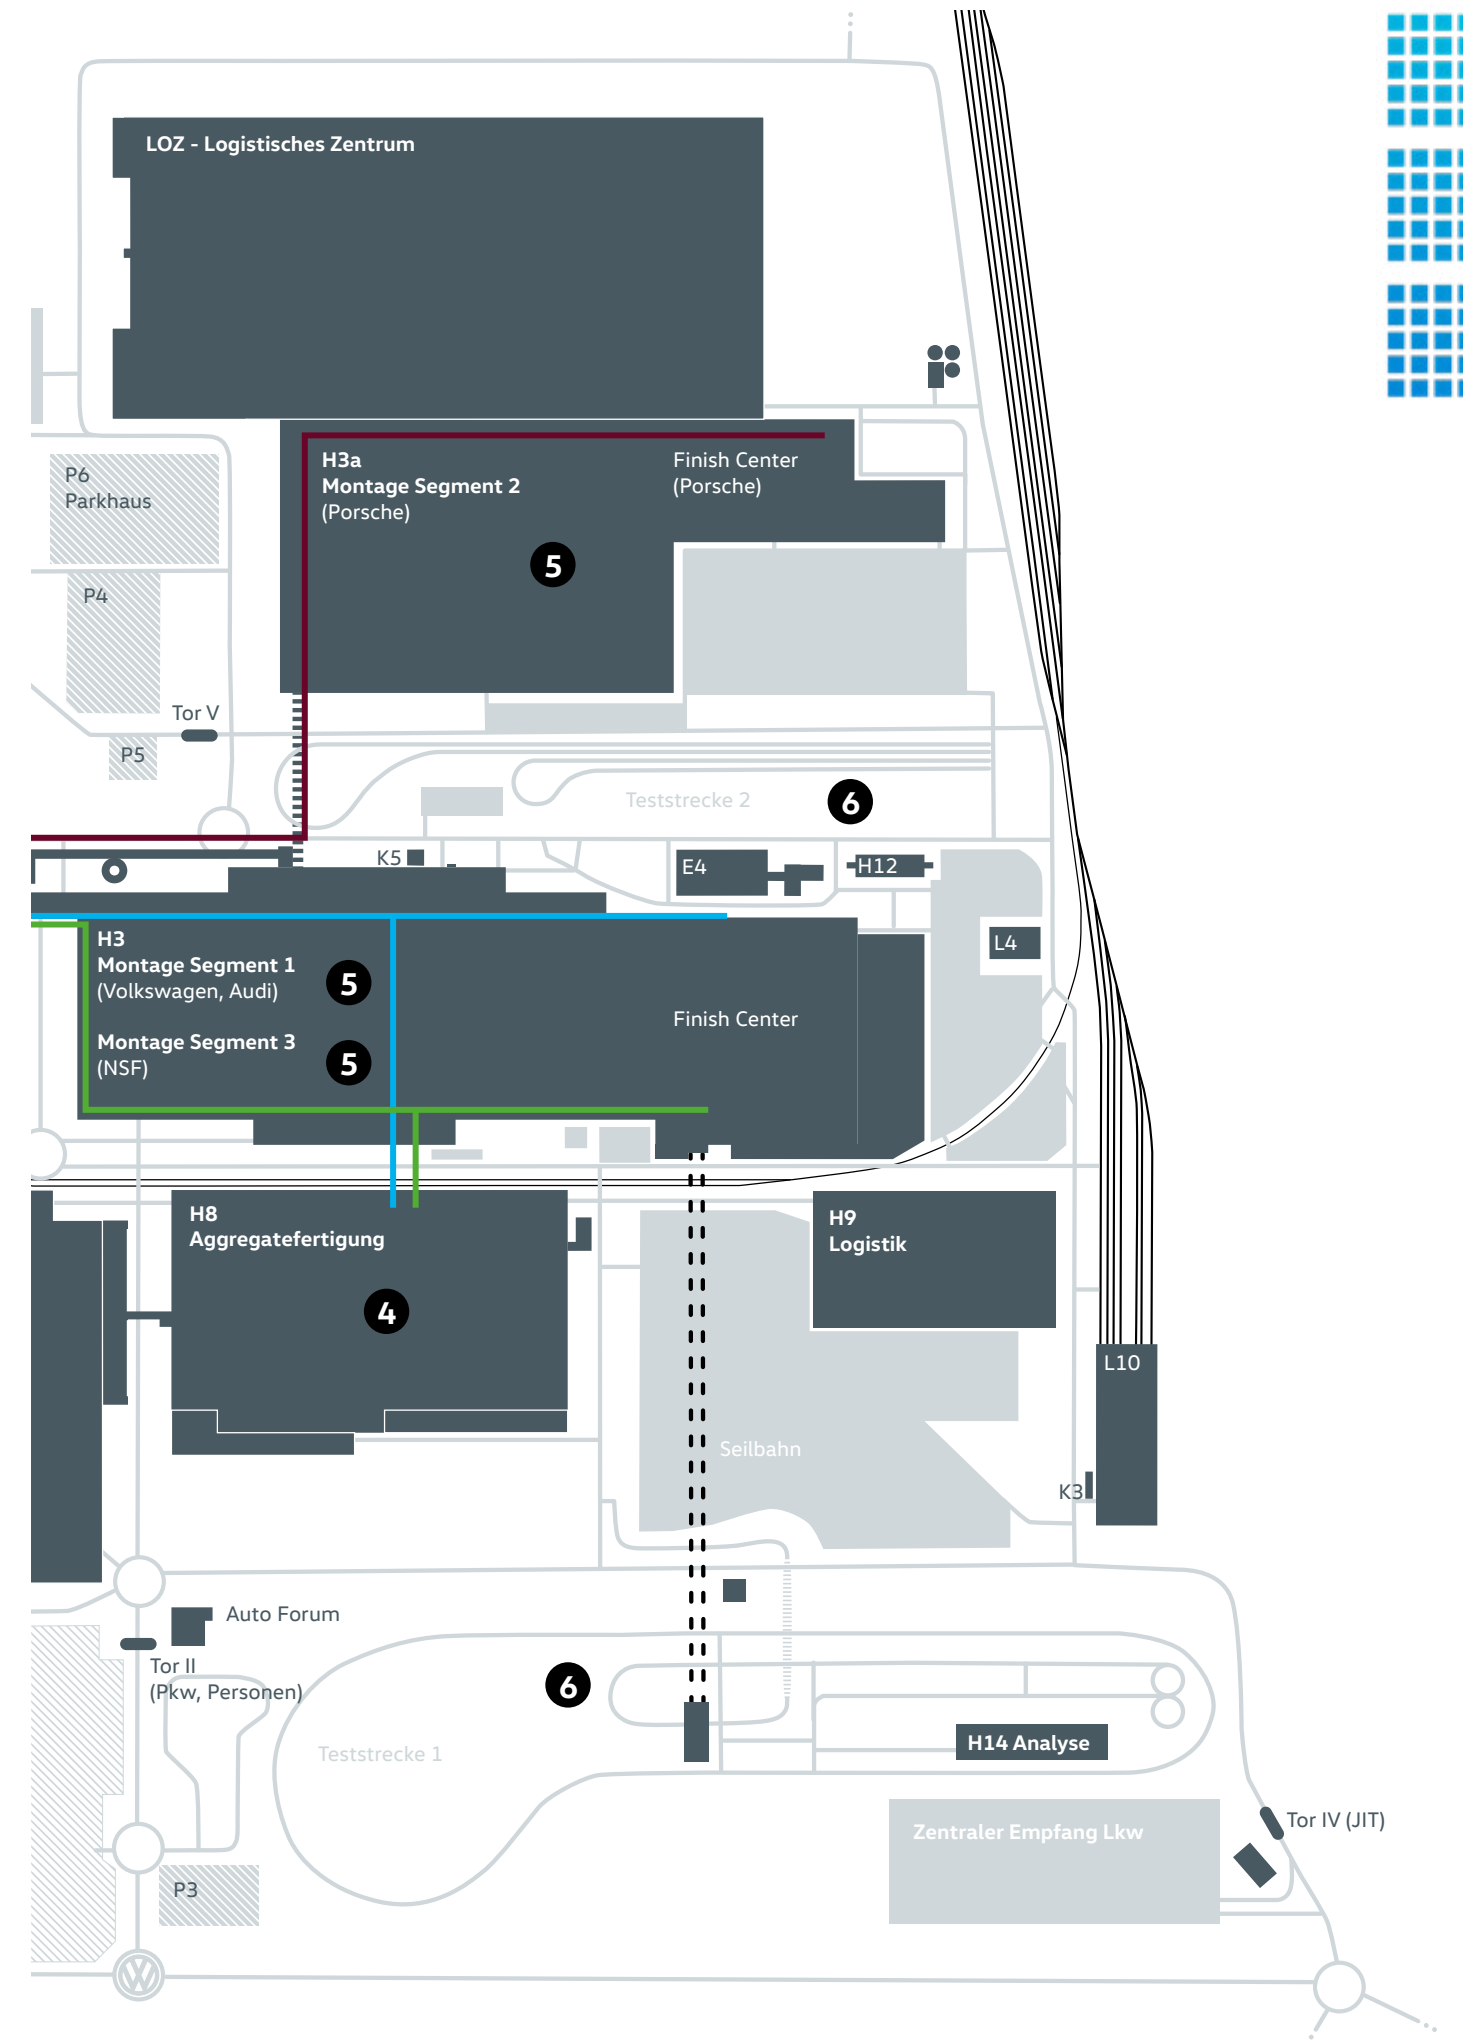 LOZ - Logistisches Zentrum
H3a
Montage Segment 2
(Porsche)
Finish Center
(Porsche)
P6
Parkhaus
5
P4
Tor V
P5
Teststrecke 2
6
K5
E4
H12
H3
Montage Segment 1
(Volkswagen, Audi)
5
L4
Finish Center
Montage Segment 3
(NSF)
5
H8
Aggregatefertigung
H9
Logistik
4
L10
Seilbahn
K3
Auto Forum
Tor II
(Pkw, Personen)
6
Teststrecke 1
H14 Analyse
Zentraler Empfang Lkw
Tor IV (JIT)
P3